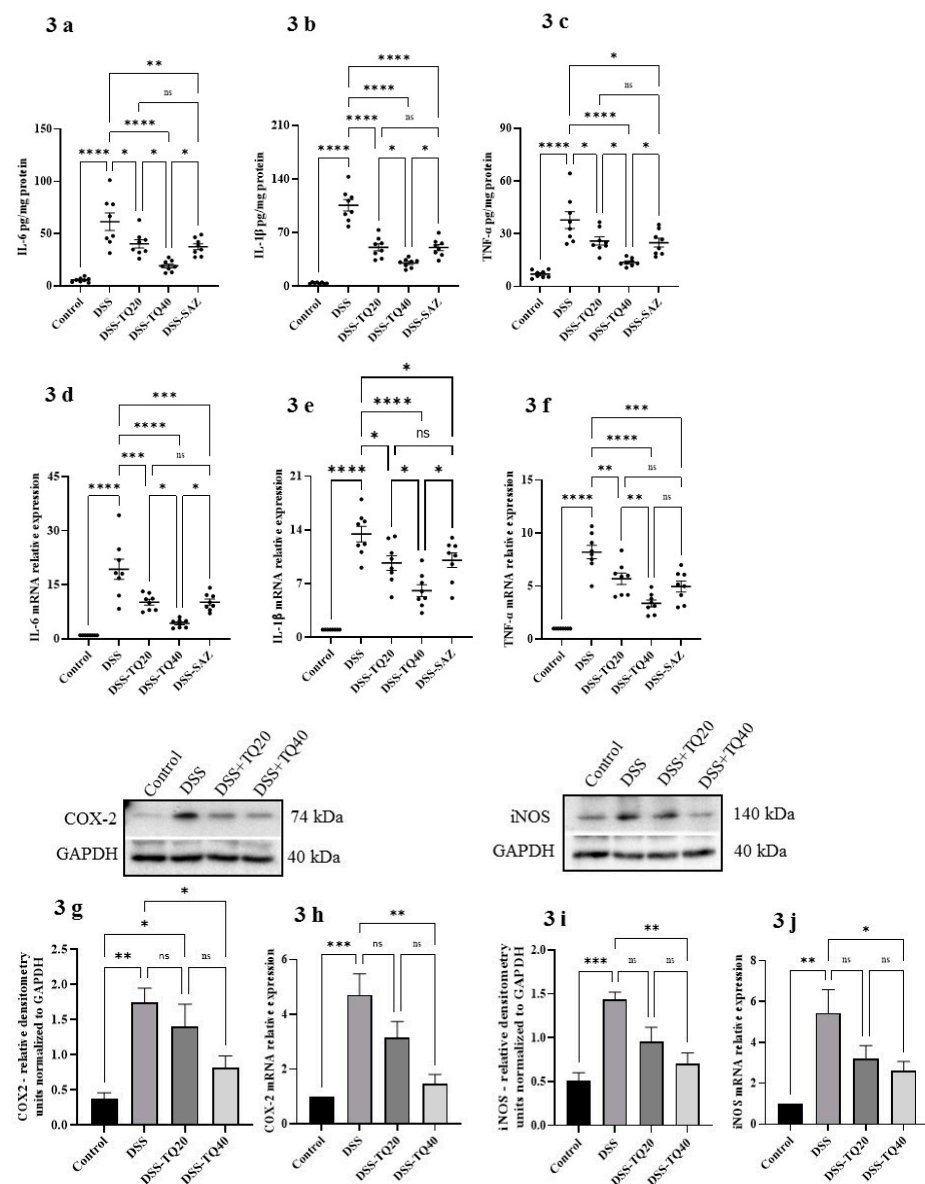 3 a
**
ns
****
**** * * *
150
100
50
0
IL-6 pg/mg protein
Control
DSS
DSS-TQ20
DSS-TQ40
DSS-SAZ
3 b
****
****
**** ns
**** * *
210
140
70
0
IL-1β pg/mg protein
Control
DSS
DSS-TQ20
DSS-TQ40
DSS-SAZ
3 c
*
ns
****
**** * * *
90
60
30
0
TNF-α pg/mg protein
Control
DSS
DSS-TQ20
DSS-TQ40
DSS-SAZ
3 d
***
****
*** ns
**** * *
45
30
15
0
IL-6 mRNA relative expression
Control
DSS
DSS-TQ20
DSS-TQ40
DSS-SAZ
3 e
*
****
* ns
**** * *
21
14
7
0
IL-1β mRNA relative expression
Control
DSS
DSS-TQ20
DSS-TQ40
DSS-SAZ
3 f
***
****
** ns
**** ** ns
15
10
5
0
TNF-α mRNA relative expression
Control
DSS
DSS-TQ20
DSS-TQ40
DSS-SAZ
Control
DSS
DSS+TQ20
DSS+TQ40
COX-2 74 kDa
GAPDH 40 kDa
Control
DSS
DSS+TQ20
DSS+TQ40
iNOS 140 kDa
GAPDH 40 kDa
3 g
*
*
** ns ns
2.0
1.5
1.0
0.5
0.0
COX2 - relative densitometry
units normalized to GAPDH
Control
DSS
DSS-TQ20
DSS-TQ40
3 h
**
*** ns ns
6
4
2
0
COX-2 mRNA relative expression
Control
DSS
DSS-TQ20
DSS-TQ40
3 i
**
*** ns ns
2.0
1.5
1.0
0.5
0.0
iNOS - relative densitometry
units normalized to GAPDH
Control
DSS
DSS-TQ20
DSS-TQ40
3 j
*
** ns ns
8
6
4
2
0
iNOS mRNA relative expression
Control
DSS
DSS-TQ20
DSS-TQ40